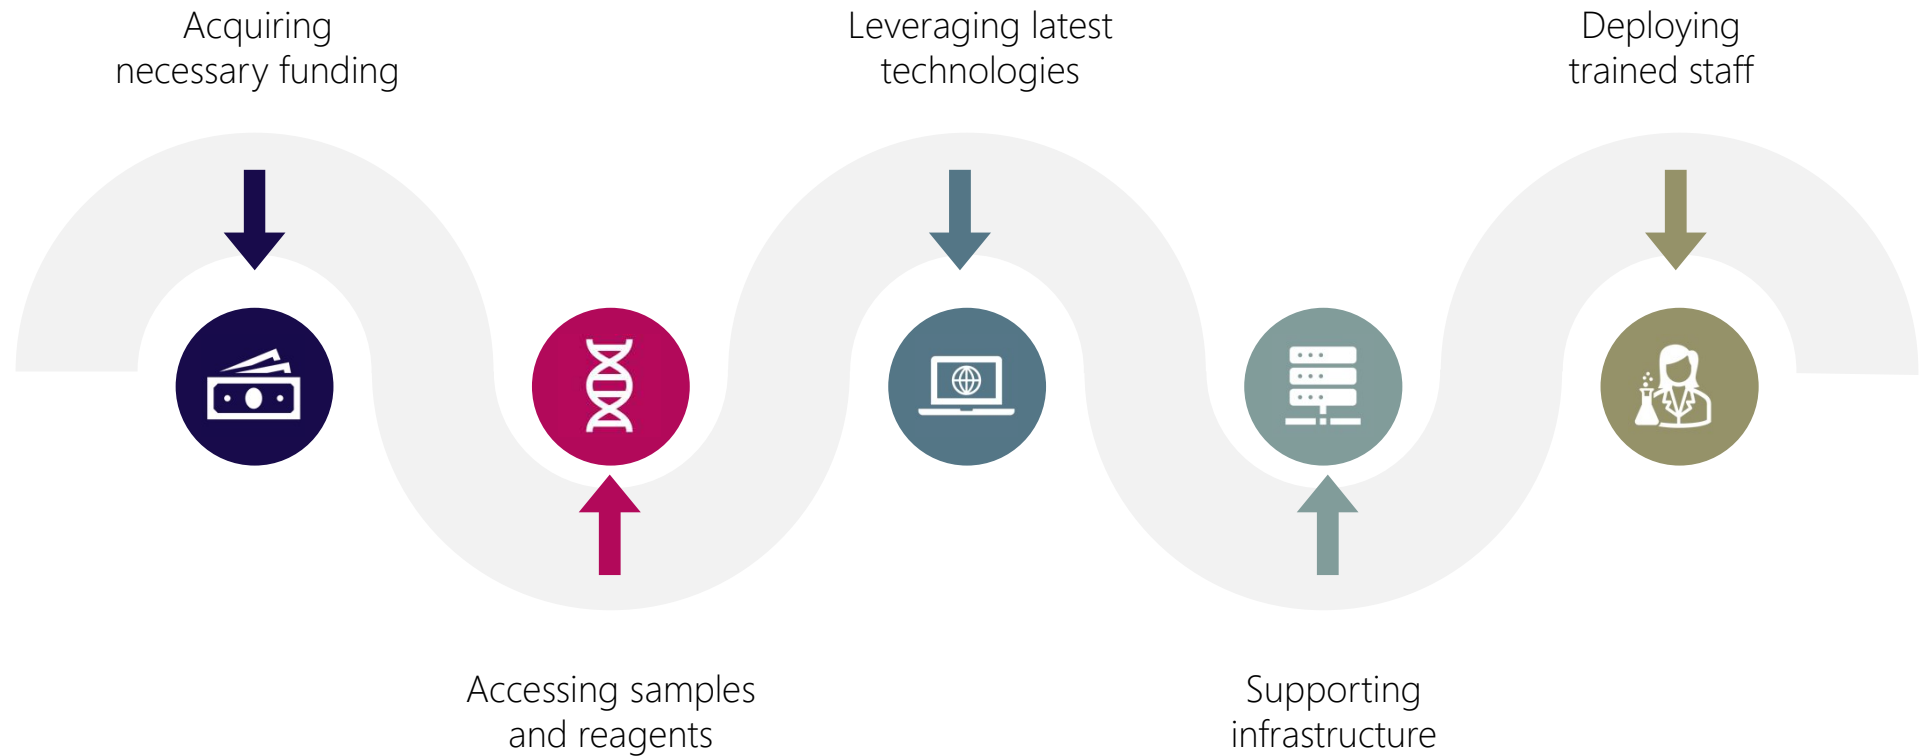 Acquiring
necessary funding
Leveraging latest
technologies
Deploying
trained staff
Accessing samples
and reagents
Supporting
infrastructure